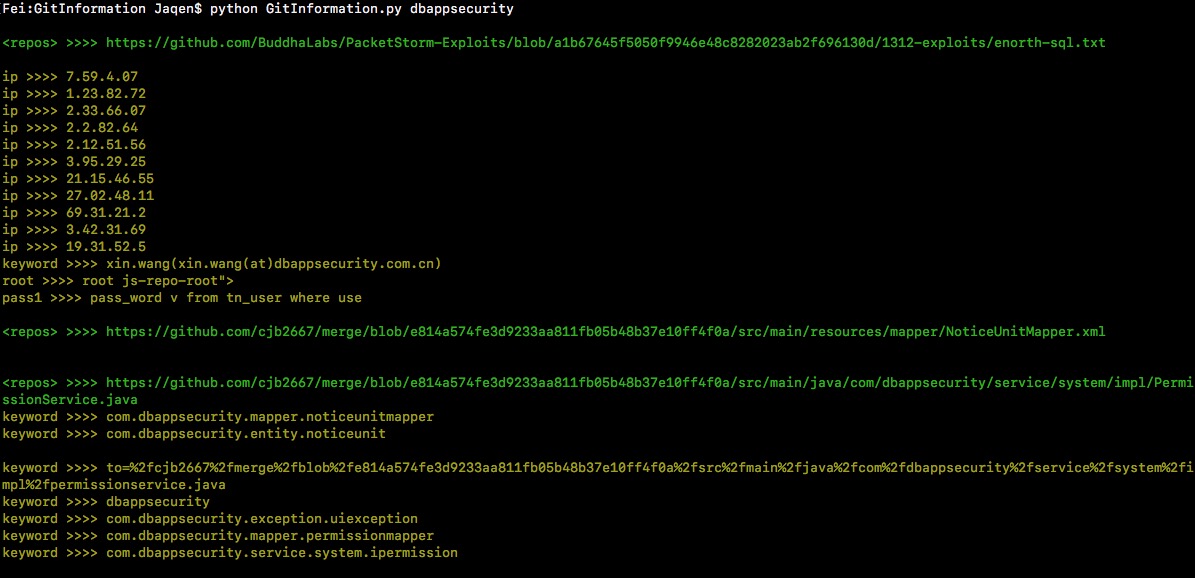 [Fei:GitInformation Jaqen$ python GitInformation.py dbappsecurity
<repos> >>>> https://github.com/BuddhaLabs/PacketStorm-Exploits/blob/a1b67645f5050f9946e48c8282023ab2f696130d/1312-exploits/enorth-sql.txt
ip >>>> 7.59.4.07
ip >>>> 1.23.82.72
ip >>>> 2.33.66.07
ip >>>> 2.2.82.64
ip >>>> 2.12.51.56
ip >>>> 3.95.29.25
ip >>>> 21.15.46.55
ip >>>> 27.02.48.11
ip >>>> 69.31.21.2
ip >>>> 3.42.31.69
ip >>>> 19.31.52.5
keyword >>>> xin.wang(xin.wang(at)dbappsecurity.com.cn)
root >>>> root js-repo-root">
pass1 >>>> pass_word v from tn_user where use
<repos> >>>> https://github.com/cjb2667/merge/blob/e814a574fe3d9233aa811fb05b48b37e10ff4f0a/src/main/resources/mapper/NoticeUnitMapper.xml
<repos> >>>> https://github.com/cjb2667/merge/blob/e814a574fe3d9233aa811fb05b48b37e10ff4f0a/src/main/java/com/dbappsecurity/service/system/impl/Permi
ssionService.java
keyword >>>> com.dbappsecurity.mapper.noticeunitmapper
keyword >>>> com.dbappsecurity.entity.noticeunit
keyword >>>> to=%2fcjb2667%2fmerge%2fblob%2fe814a574fe3d9233aa811fb05b48b37e10ff4f0a%2fsrc%2fmain%2fjava%2fcom%2fdbappsecurity%2fservice%2fsystem%2fi
mpl%2fpermissionservice.java
keyword >>>> dbappsecurity
keyword >>>> com.dbappsecurity.exception.uiexception
keyword >>>> com.dbappsecurity.mapper.permissionmapper
keyword >>>> com.dbappsecurity.service.system.ipermission